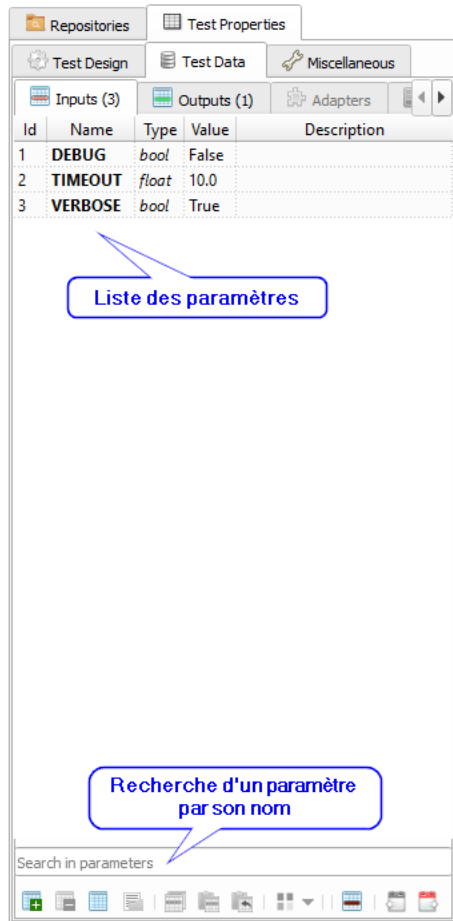 Repositories Test Properties
Test Design Test Data Miscellaneous
Inputs (3) Outputs (1) Adapters
Id Name Type Value Description
1 DEBUG bool False
2 TIMEOUT float 10.0
3 VERBOSE bool True
Liste des paramètres
Recherche d'un paramètre
par son nom
Search in parameters